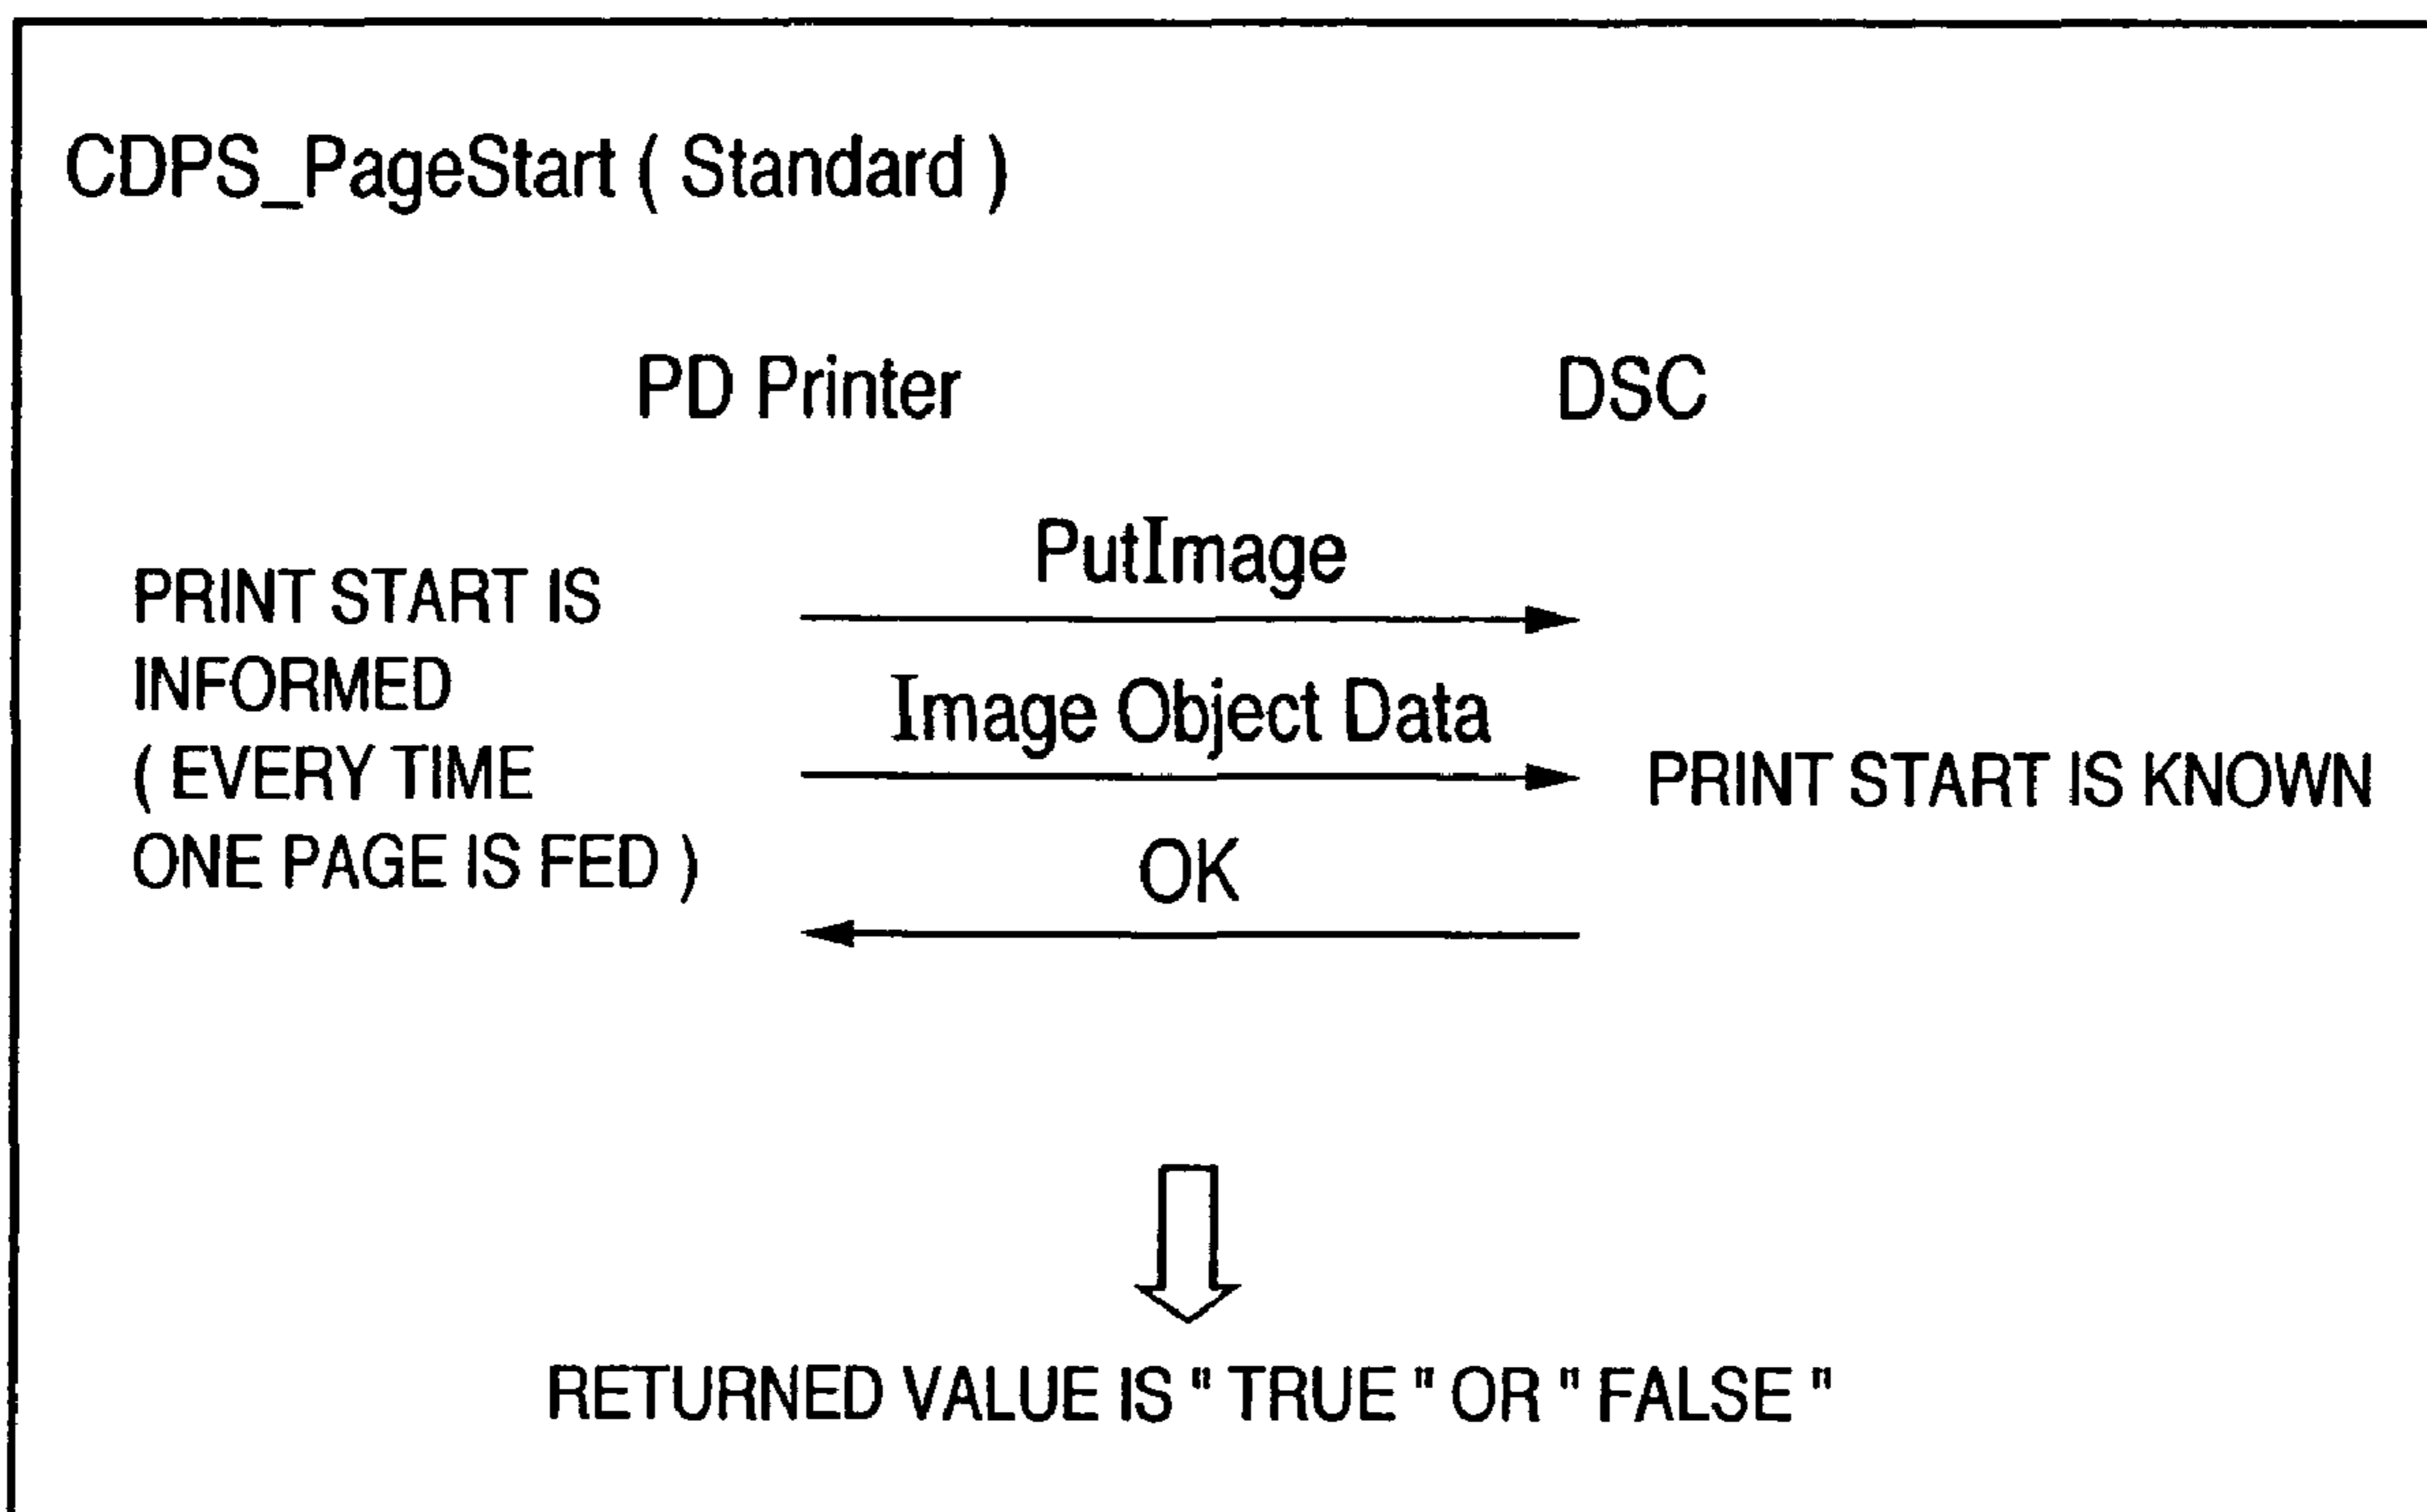 CDPS_PageStart ( Standard )
PD Printer
DSC
PutImage
PRINT START IS
INFORMED
( EVERY TIME
ONE PAGE IS FED )
Image Object Data
PRINT START IS KNOWN
OK
RETURNED VALUE IS " TRUE " OR " FALSE "